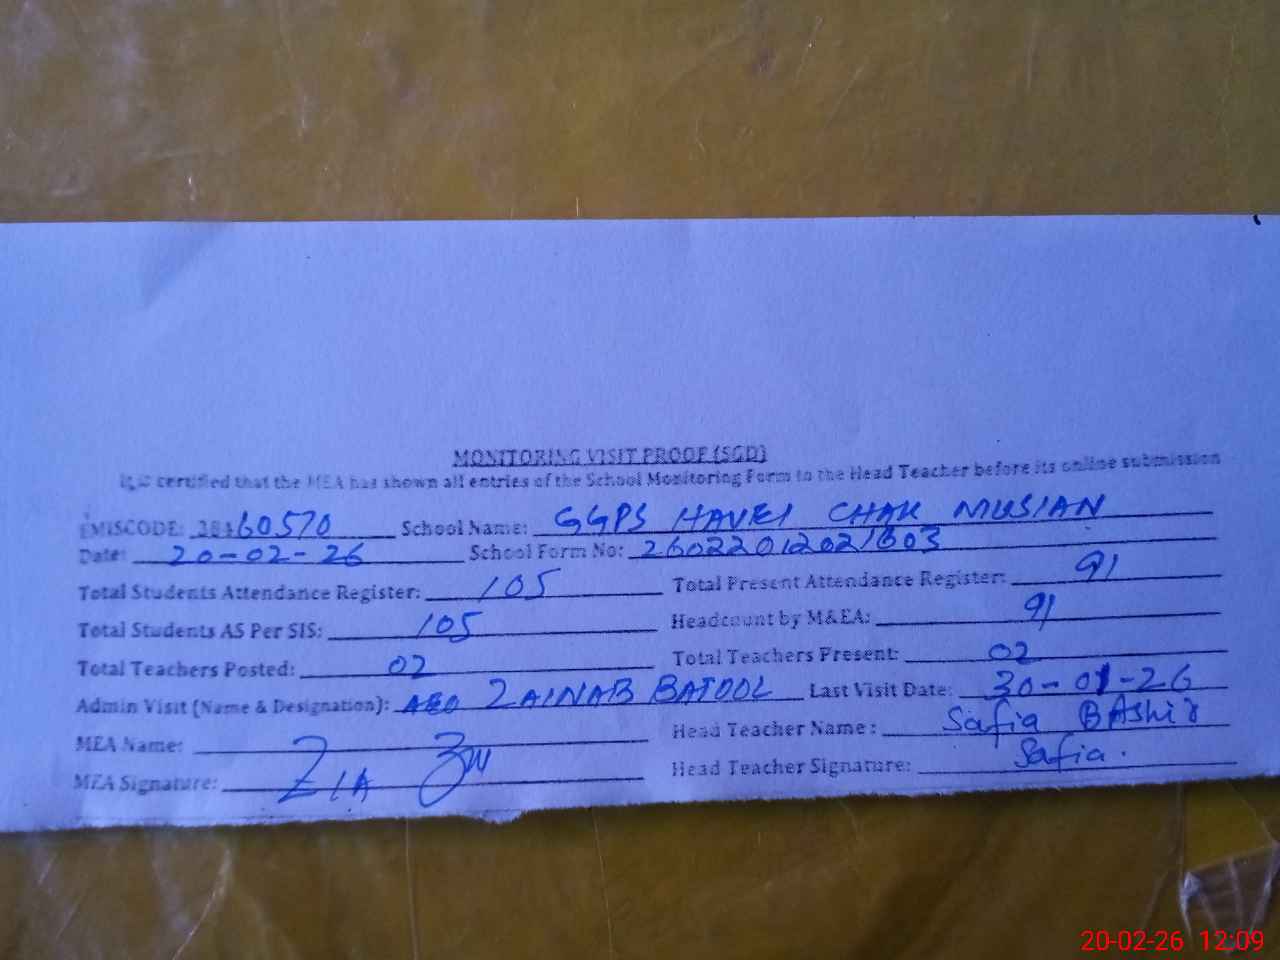 MONITORING VISIT PROOF (SGD)
It is certified that the MEA has shown all entries of the School Monitoring Form to the Head Teacher before its online submission
EMISCODE: 38460570 School Name: GGPS HAVELI CHAK MUSIAN
Date: 20-02-26 School Form No: 26022012021603
Total Students Attendance Register: 105 Total Present Attendance Register: 91
Total Students AS Per SIS: 105 Headcount by M&EA: 91
Total Teachers Posted: 02 Total Teachers Present: 02
Admin Visit (Name & Designation): AEO ZAINAB BATOOL Last Visit Date: 30-01-26
MEA Name: Head Teacher Name : Safia BAShir
MEA Signature: ZIA Head Teacher Signature: Safia.
20-02-26 12:09